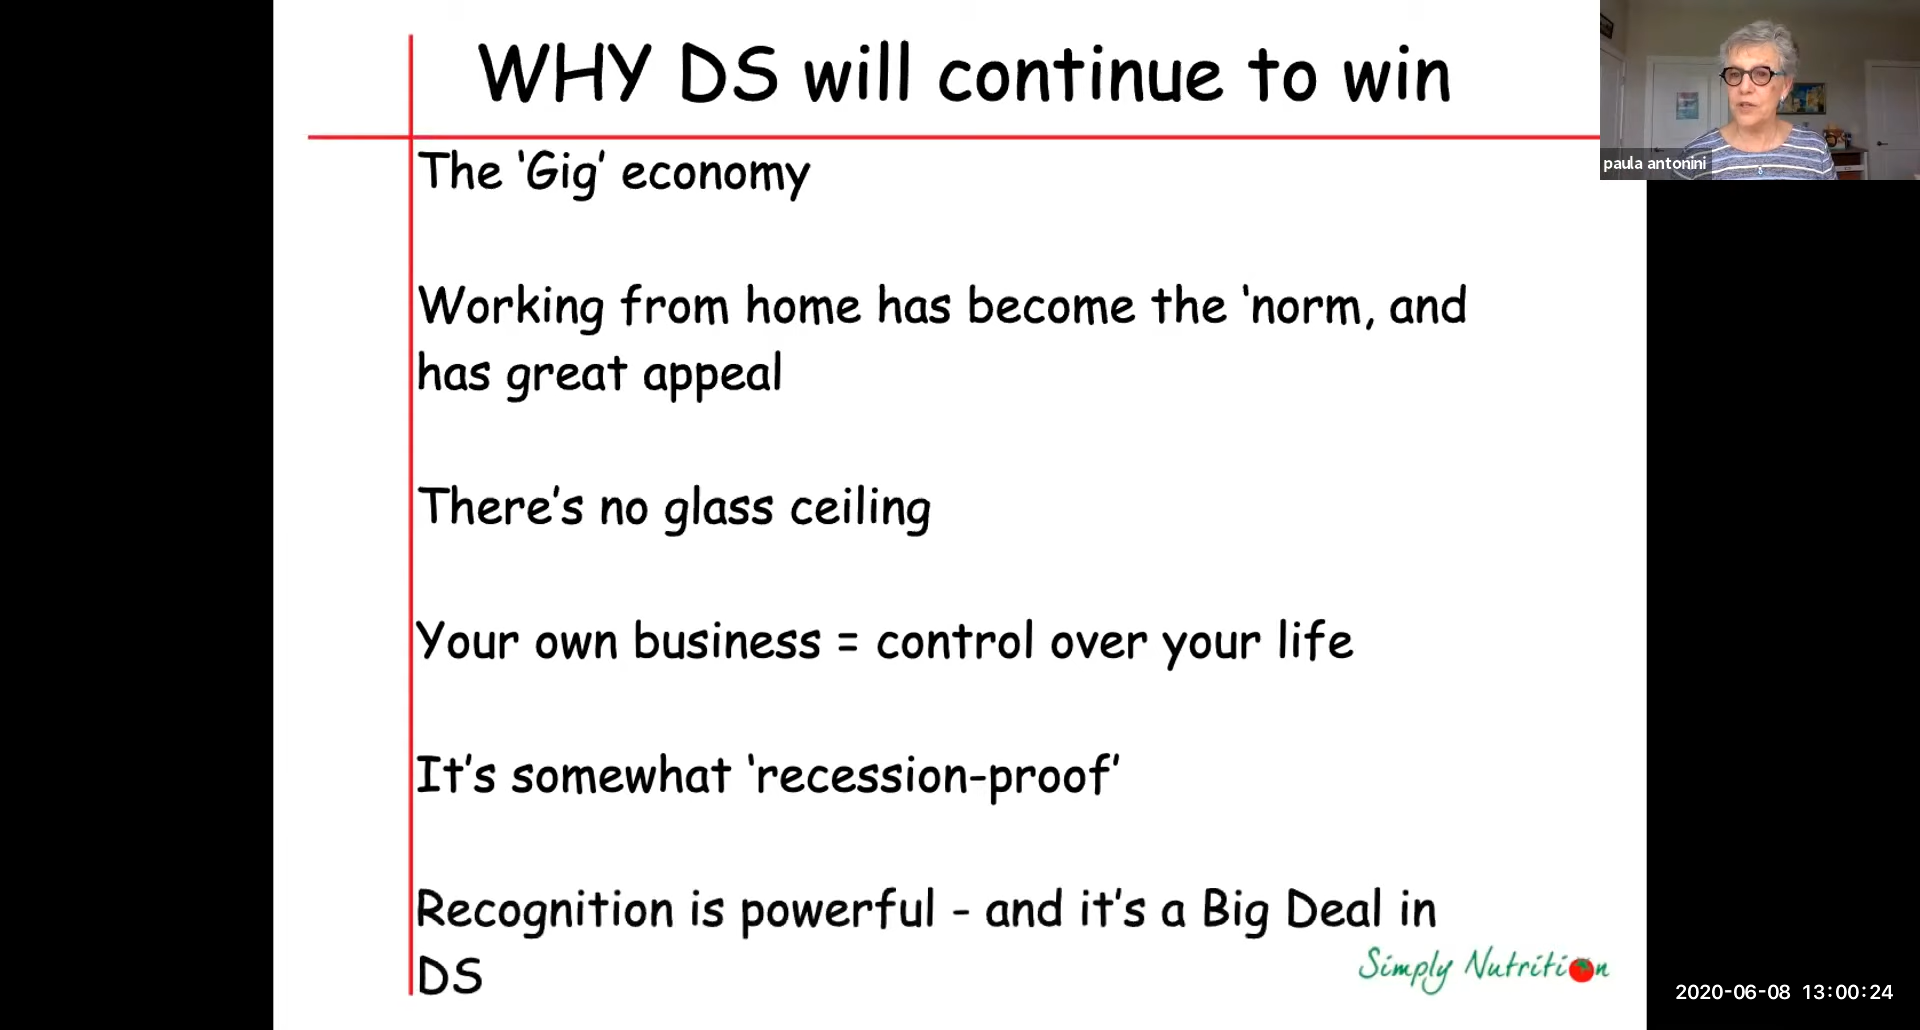 WHY DS will continue to win
paula antonini
The ‘Gig’ economy
Working from home has become the ‘norm, and
has great appeal
There’s no glass ceiling
Your own business = control over your life
It’s somewhat ‘recession-proof’
Recognition is powerful - and it’s a Big Deal in
DS
Simply Nutrition
2020-06-08 13:00:24